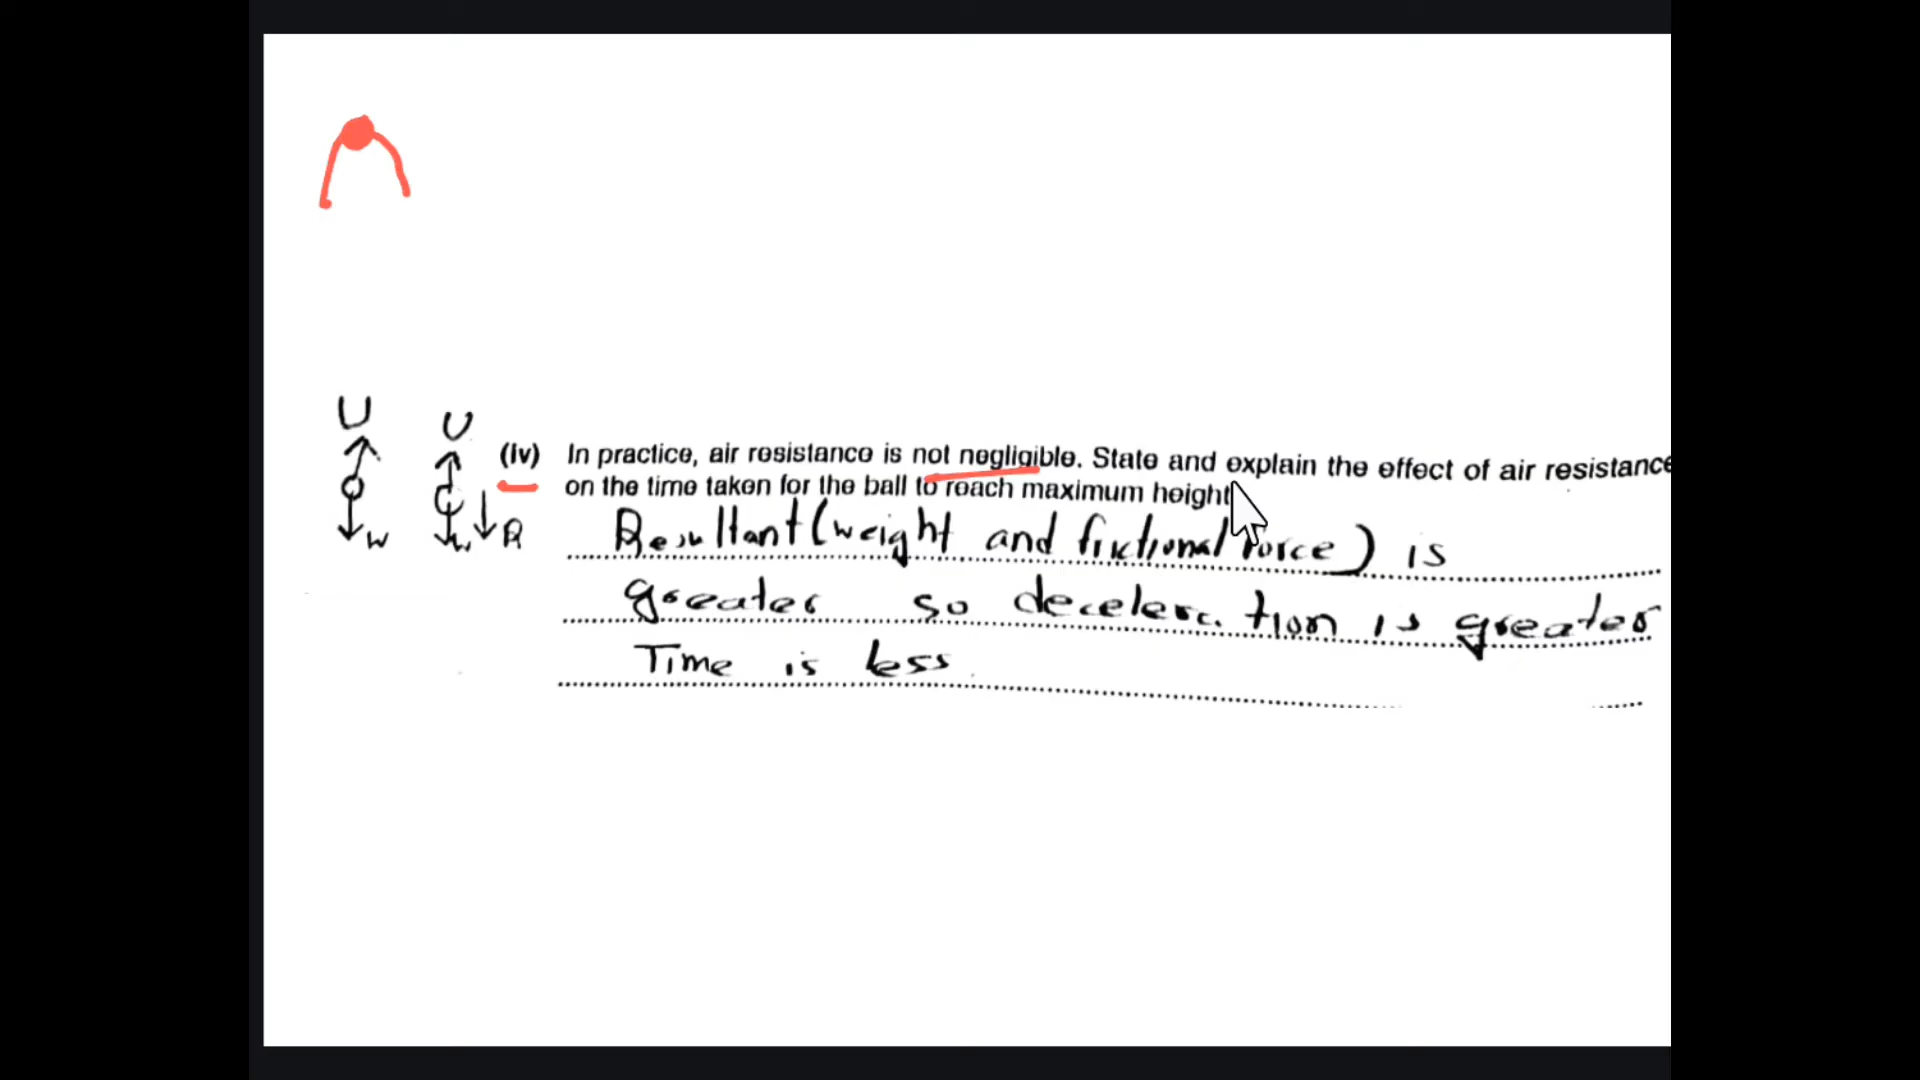 U
U
(iv) In practice, air resistance is not negligible. State and explain the effect of air resistance
on the time taken for the ball to reach maximum height
W
W R
Resultant (weight and frictional force) is
greater so deceleration is greater
Time is less